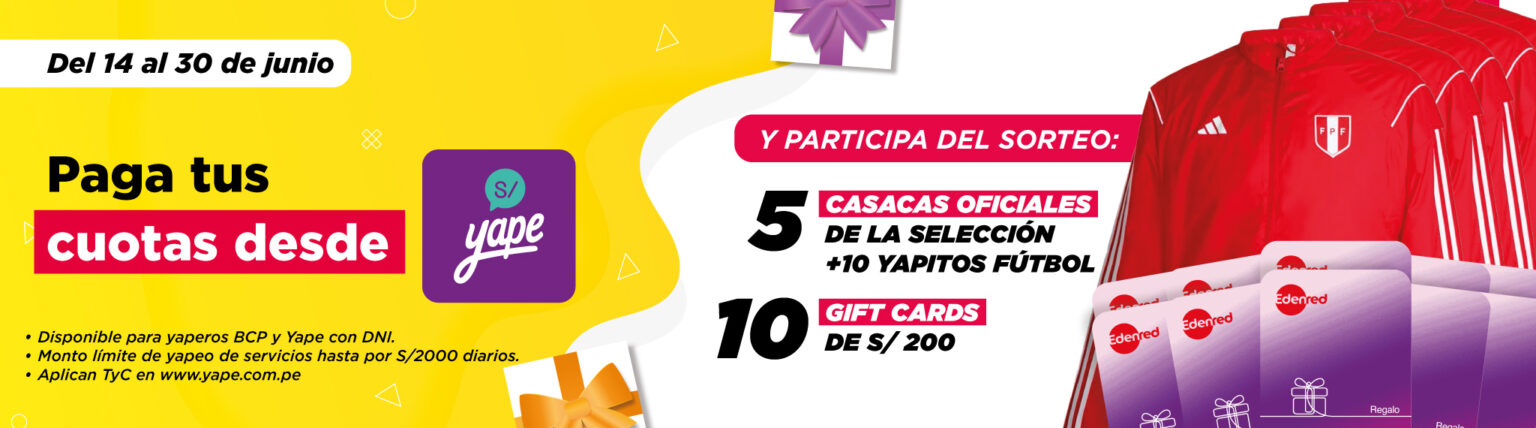 Del 14 al 30 de junio
Paga tus
cuotas desde
S/
yape
• Disponible para yaperos BCP y Yape con DNI.
• Monto límite de yapeo de servicios hasta por S/2000 diarios.
• Aplican TyC en www.yape.com.pe
Y PARTICIPA DEL SORTEO:
5 CASACAS OFICIALES
DE LA SELECCIÓN
+10 YAPITOS FÚTBOL
10 GIFT CARDS
DE S/ 200
FPF
Edenred
Edenred
Edenred
Regalo